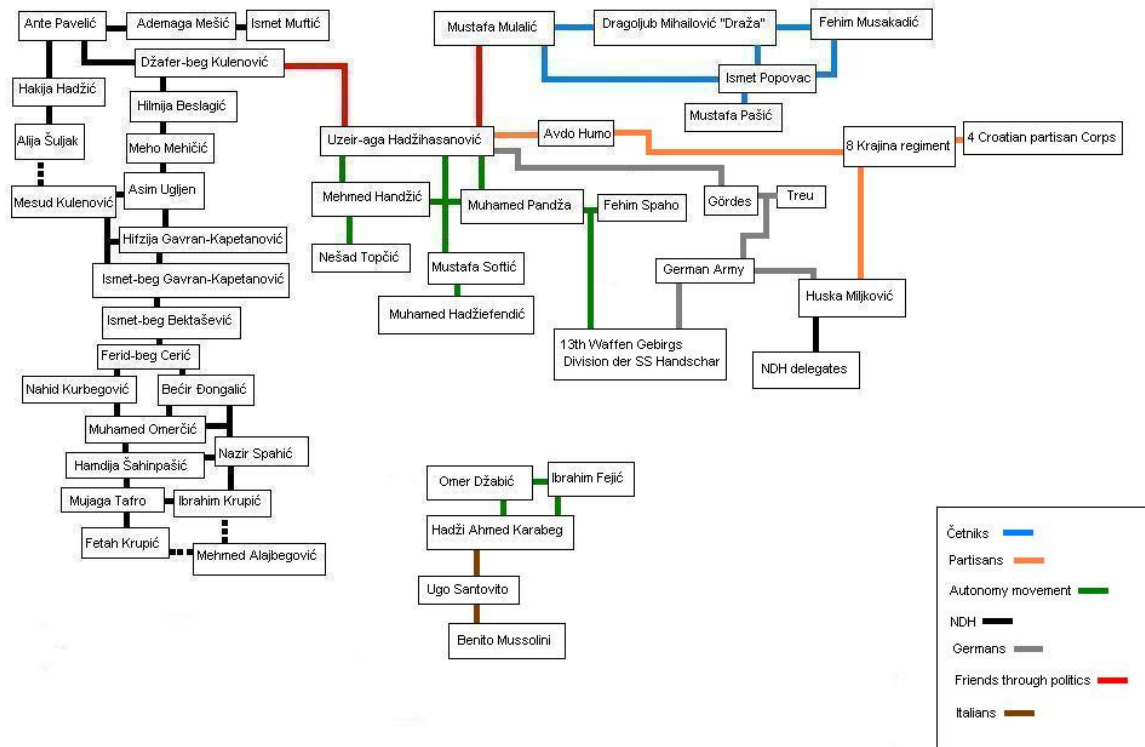 Ante Pavelić
Ademaga Mešić
Ismet Muftić
Mustafa Mulalić
Dragoljub Mihailović "Draža"
Fehim Musakadić
Džafer-beg Kulenović
Hakija Hadžić
Hilmija Beslagić
Ismet Popovac
Mustafa Pašić
Alija Šuljak
Meho Mehičić
Uzeir-aga Hadžihasanović
Avdo Humo
8 Krajina regiment
4 Croatian partisan Corps
Mesud Kulenović
Asim Ugljen
Mehmed Handžić
Muhamed Pandža
Fehim Spaho
Gördes
Treu
Hifzija Gavran-Kapetanović
Nešad Topčić
Mustafa Softić
German Army
Ismet-beg Gavran-Kapetanović
Muhamed Hadžiefendić
Huska Miljković
Ismet-beg Bektašević
13th Waffen Gebirgs
Division der SS Handschar
NDH delegates
Ferid-beg Cerić
Nahid Kurbegović
Bećir Đongalić
Muhamed Omerčić
Nazir Spahić
Hamdija Šahinpašić
Mujaga Tafro
Ibrahim Krupić
Fetah Krupić
Mehmed Alajbegović
Omer Džabić
Ibrahim Fejić
Hadži Ahmed Karabeg
Ugo Santovito
Benito Mussolini
Četniks
Partisans
Autonomy movement
NDH
Germans
Friends through politics
Italians